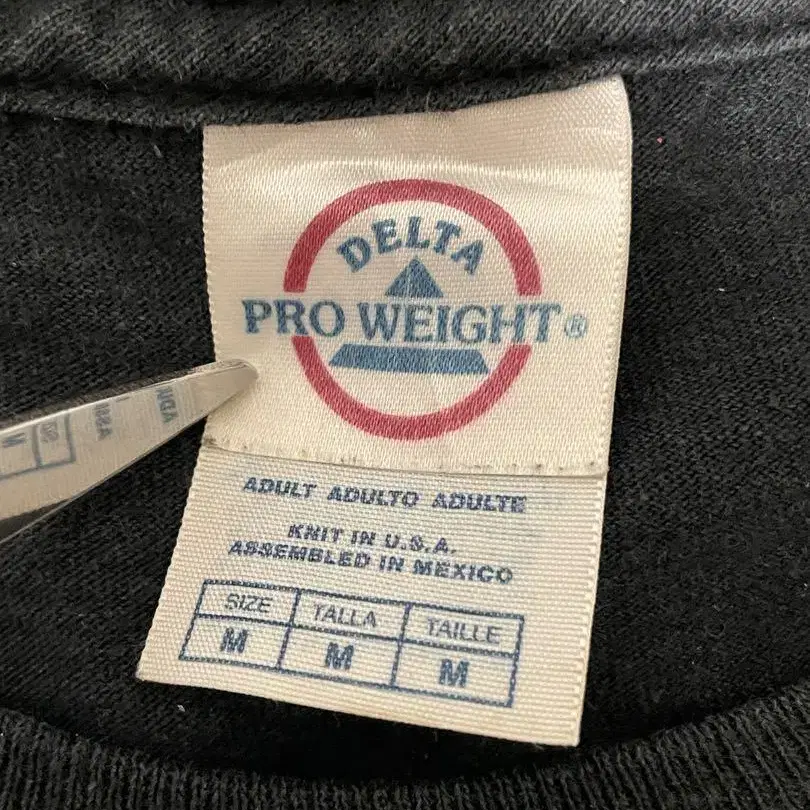 DELTA
PRO WEIGHT®
ADULT ADULTO ADULTE
KNIT IN U.S.A.
ASSEMBLED IN MEXICO
SIZE TALLA TAILLE
M M M